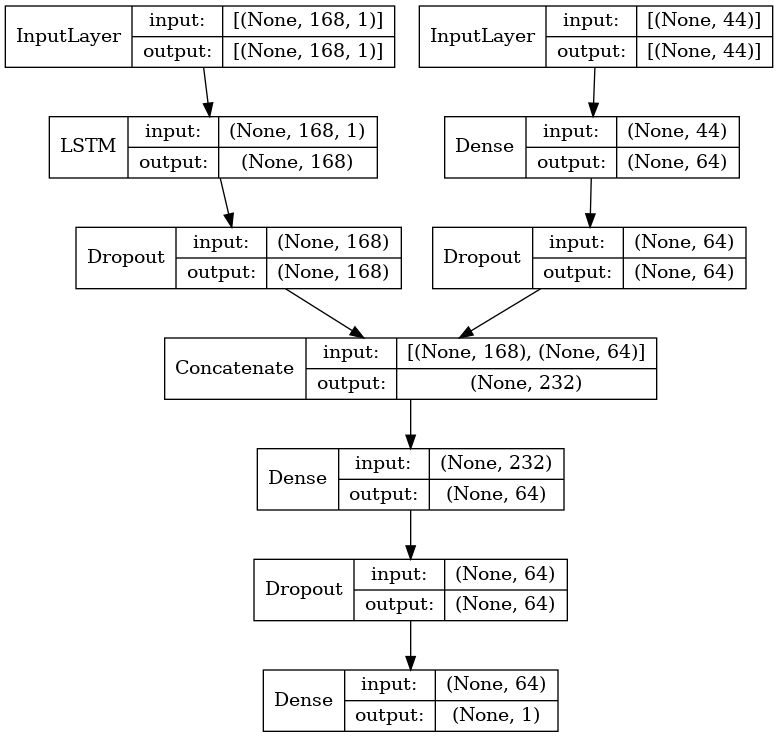 InputLayer input: [(None, 168, 1)]
output: [(None, 168, 1)]
InputLayer input: [(None, 44)]
output: [(None, 44)]
LSTM input: (None, 168, 1)
output: (None, 168)
Dense input: (None, 44)
output: (None, 64)
Dropout input: (None, 168)
output: (None, 168)
Dropout input: (None, 64)
output: (None, 64)
Concatenate input: [(None, 168), (None, 64)]
output: (None, 232)
Dense input: (None, 232)
output: (None, 64)
Dropout input: (None, 64)
output: (None, 64)
Dense input: (None, 64)
output: (None, 1)